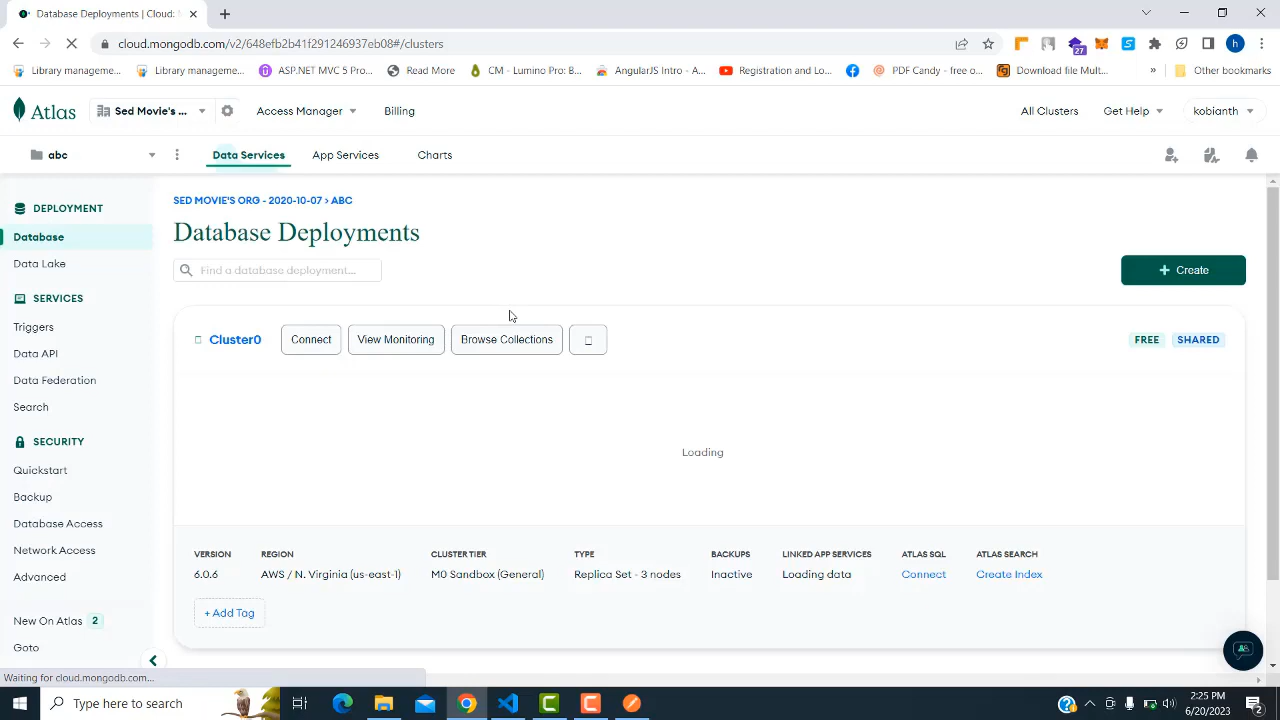 Database Deployments | Cloud: M
cloud.mongodb.com/v2/648efb2b41f291246937eb08#/clusters
27
h
Library manageme...
Library manageme...
ASP.NET MVC 5 Pro...
Read More
CM - Lumino Pro: B...
AngularJS Intro - A...
Registration and Lo...
PDF Candy - free o...
Download file Mult...
»
Other bookmarks
Atlas
Sed Movie's ...
Access Manager
Billing
All Clusters
Get Help
kobianth
abc
Data Services
App Services
Charts
DEPLOYMENT
Database
Data Lake
SERVICES
Triggers
Data API
Data Federation
Search
SECURITY
Quickstart
Backup
Database Access
Network Access
Advanced
New On Atlas 2
Goto
SED MOVIE'S ORG - 2020-10-07 > ABC
Database Deployments
Find a database deployment...
+ Create
Cluster0
Connect
View Monitoring
Browse Collections
FREE
SHARED
Loading
VERSION
6.0.6
REGION
AWS / N. Virginia (us-east-1)
CLUSTER TIER
M0 Sandbox (General)
TYPE
Replica Set - 3 nodes
BACKUPS
Inactive
LINKED APP SERVICES
Loading data
ATLAS SQL
Connect
ATLAS SEARCH
Create Index
+ Add Tag
Waiting for cloud.mongodb.com...
Type here to search
2:25 PM
6/20/2023
2